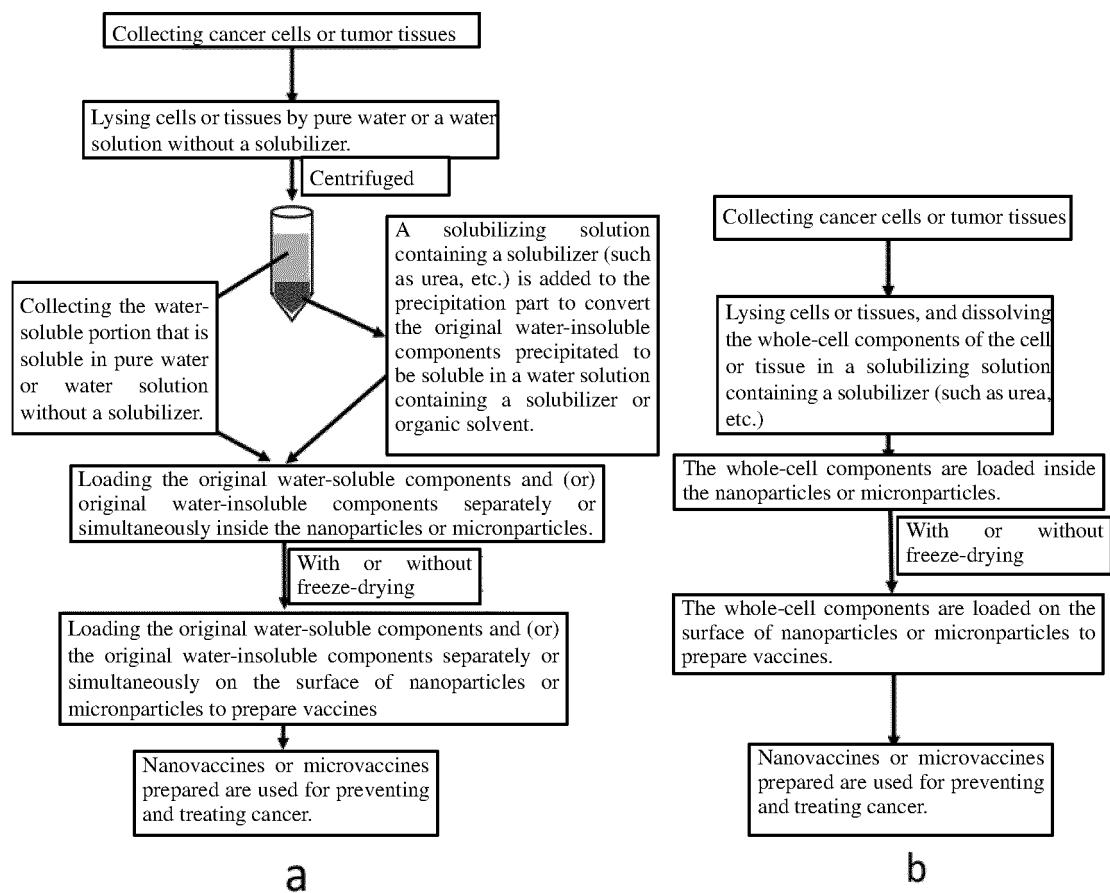 Collecting cancer cells or tumor tissues
Lysing cells or tissues by pure water or a water
solution without a solubilizer.
Centrifuged
A solubilizing solution
containing a solubilizer (such
as urea, etc.) is added to the
precipitation part to convert
the original water-insoluble
components precipitated to
be soluble in a water solution
containing a solubilizer or
organic solvent.
Collecting the water-
soluble portion that is
soluble in pure water
or water solution
without a solubilizer.
Loading the original water-soluble components and (or)
original water-insoluble components separately or
simultaneously inside the nanoparticles or micronparticles.
With or without
freeze-drying
Loading the original water-soluble components and (or)
the original water-insoluble components separately or
simultaneously on the surface of nanoparticles or
micronparticles to prepare vaccines
Nanovaccines or microvaccines
prepared are used for preventing
and treating cancer.
a
Collecting cancer cells or tumor tissues
Lysing cells or tissues, and dissolving
the whole-cell components of the cell
or tissue in a solubilizing solution
containing a solubilizer (such as urea,
etc.)
The whole-cell components are loaded inside
the nanoparticles or micronparticles.
With or without
freeze-drying
The whole-cell components are loaded on the
surface of nanoparticles or micronparticles to
prepare vaccines.
Nanovaccines or microvaccines
prepared are used for preventing
and treating cancer.
b